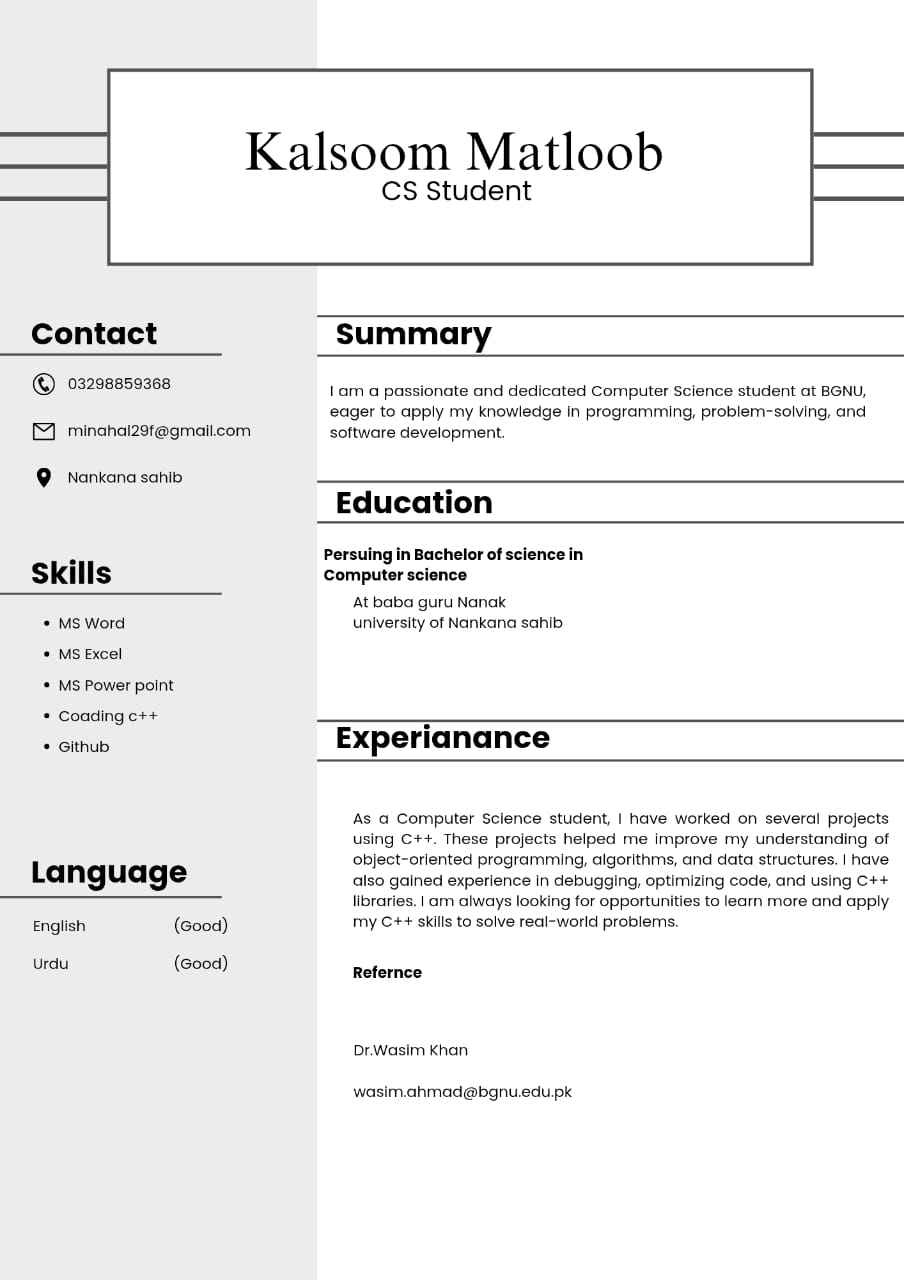 Kalsoom Matloob
CS Student
Contact
03298859368
minahal29f@gmail.com
Nankana sahib
Skills
• MS Word
• MS Excel
• MS Power point
• Coading c++
• Github
Language
English (Good)
Urdu (Good)
Summary
I am a passionate and dedicated Computer Science student at BGNU,
eager to apply my knowledge in programming, problem-solving, and
software development.
Education
Persuing in Bachelor of science in
Computer science
At baba guru Nanak
university of Nankana sahib
Experianance
As a Computer Science student, I have worked on several projects
using C++. These projects helped me improve my understanding of
object-oriented programming, algorithms, and data structures. I have
also gained experience in debugging, optimizing code, and using C++
libraries. I am always looking for opportunities to learn more and apply
my C++ skills to solve real-world problems.
Refernce
Dr.Wasim Khan
wasim.ahmad@bgnu.edu.pk